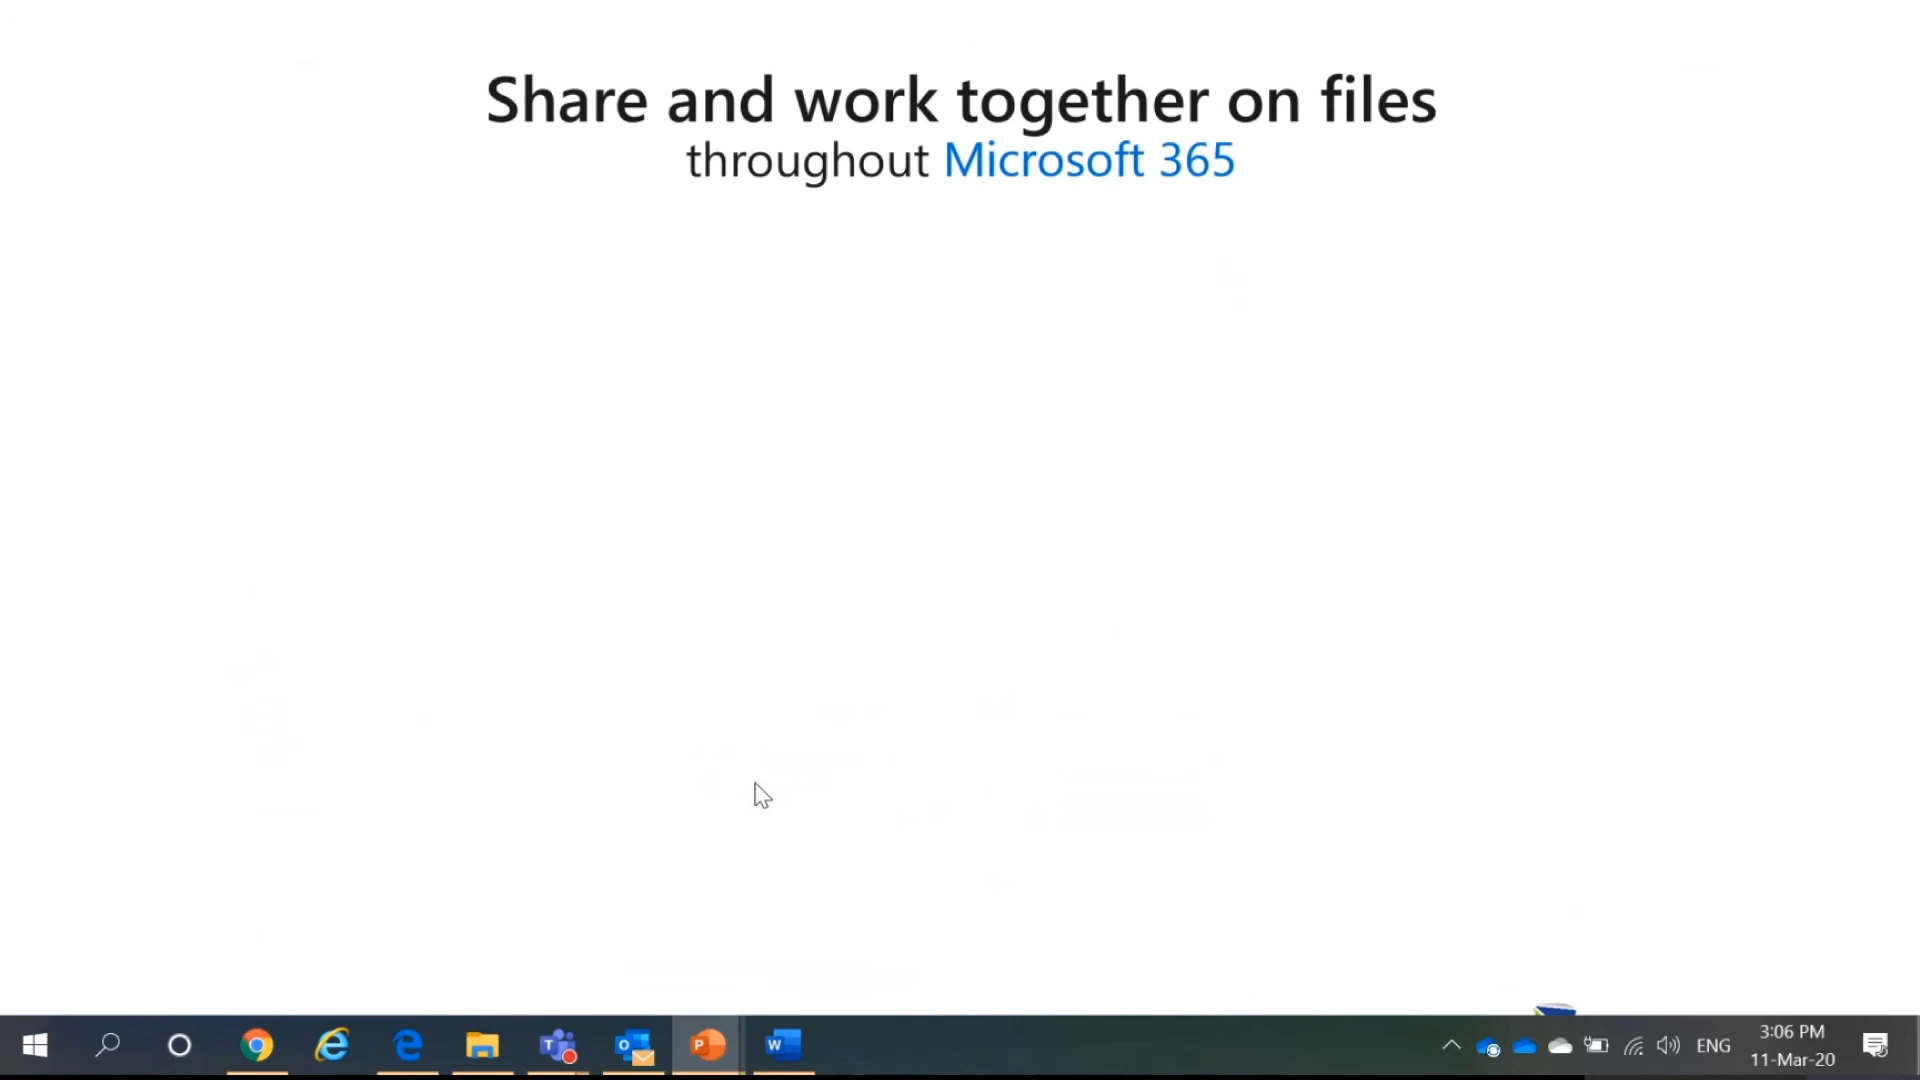 Share and work together on files
throughout Microsoft 365
ENG
3:06 PM
11-Mar-20